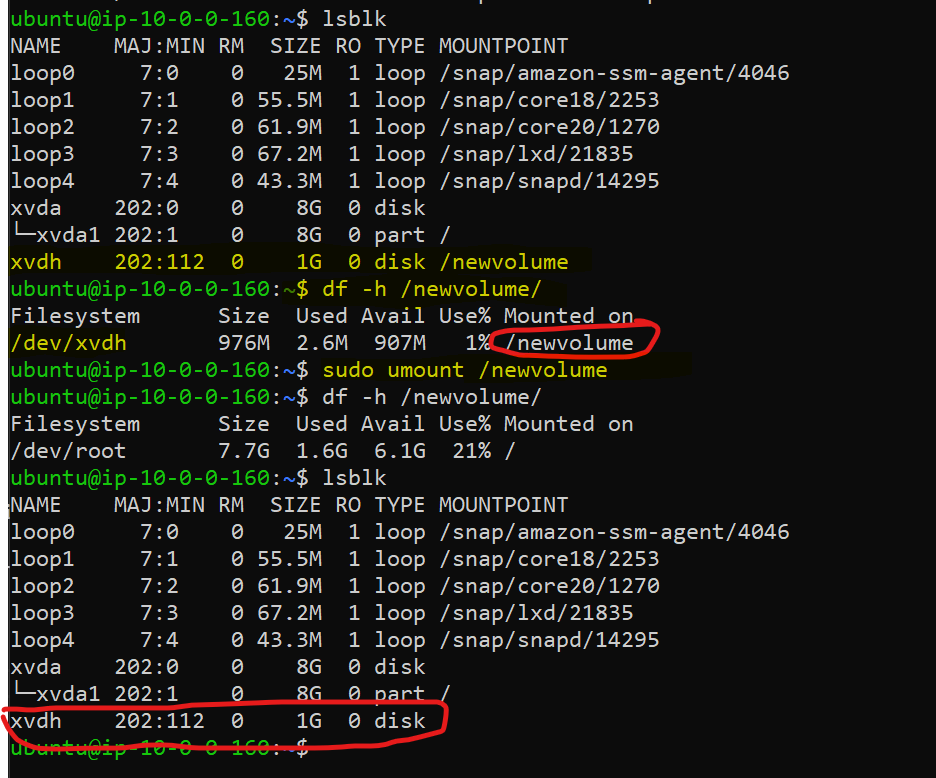 ubuntu@ip-10-0-0-160:~$ lsblk
NAME MAJ:MIN RM SIZE RO TYPE MOUNTPOINT
loop0 7:0 0 25M 1 loop /snap/amazon-ssm-agent/4046
loop1 7:1 0 55.5M 1 loop /snap/core18/2253
loop2 7:2 0 61.9M 1 loop /snap/core20/1270
loop3 7:3 0 67.2M 1 loop /snap/lxd/21835
loop4 7:4 0 43.3M 1 loop /snap/snapd/14295
xvda 202:0 0 8G 0 disk
└─xvda1 202:1 0 8G 0 part /
xvdh 202:112 0 1G 0 disk /newvolume
ubuntu@ip-10-0-0-160:~$ df -h /newvolume/
Filesystem Size Used Avail Use% Mounted on
/dev/xvdh 976M 2.6M 907M 1% /newvolume
ubuntu@ip-10-0-0-160:~$ sudo umount /newvolume
ubuntu@ip-10-0-0-160:~$ df -h /newvolume/
Filesystem Size Used Avail Use% Mounted on
/dev/root 7.7G 1.6G 6.1G 21% /
ubuntu@ip-10-0-0-160:~$ lsblk
NAME MAJ:MIN RM SIZE RO TYPE MOUNTPOINT
loop0 7:0 0 25M 1 loop /snap/amazon-ssm-agent/4046
loop1 7:1 0 55.5M 1 loop /snap/core18/2253
loop2 7:2 0 61.9M 1 loop /snap/core20/1270
loop3 7:3 0 67.2M 1 loop /snap/lxd/21835
loop4 7:4 0 43.3M 1 loop /snap/snapd/14295
xvda 202:0 0 8G 0 disk
└─xvda1 202:1 0 8G 0 part /
xvdh 202:112 0 1G 0 disk
ubuntu@ip-10-0-0-160:~$